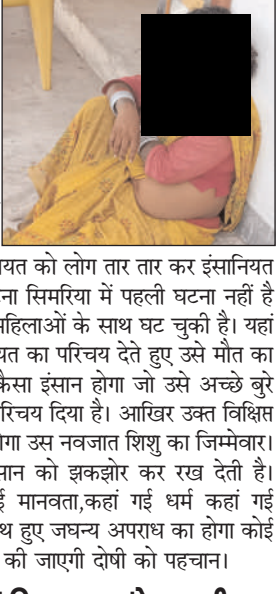 यत को लोग तार तार कर इंसानियत
ना सिमरिया में पहली घटना नहीं है
महिलाओं के साथ घट चुकी है। यहां
यत का परिचय देते हुए उसे मौत का
कैसा इंसान होगा जो उसे अच्छे बुरे
रिचय दिया है। आखिर उक्त विक्षिप्त
ोगा उस नवजात शिशु का जिम्मेवार।
सान को झकझोर कर रख देती है।
ई मानवता,कहां गई धर्म कहां गई
थ हुए जघन्य अपराध का होगा कोई
की जाएगी दोषी को पहचान।